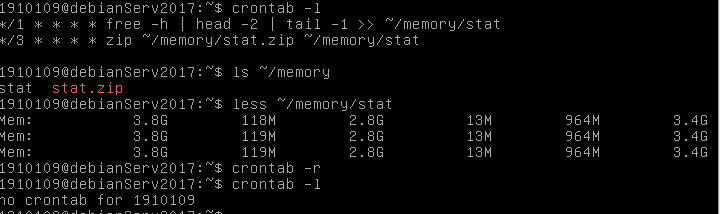 1910109@debianServ2017:~$ crontab -l
*/1 * * * * free -h | head -2 | tail -1 >> ~/memory/stat
*/3 * * * * zip ~/memory/stat.zip ~/memory/stat
1910109@debianServ2017:~$ ls ~/memory
stat  stat.zip
1910109@debianServ2017:~$ less ~/memory/stat
Mem:           3.8G        118M        2.8G         13M        964M        3.4G
Mem:           3.8G        119M        2.8G         13M        964M        3.4G
Mem:           3.8G        119M        2.8G         13M        964M        3.4G
1910109@debianServ2017:~$ crontab -r
1910109@debianServ2017:~$ crontab -l
no crontab for 1910109
1910109@debianServ2017:~$